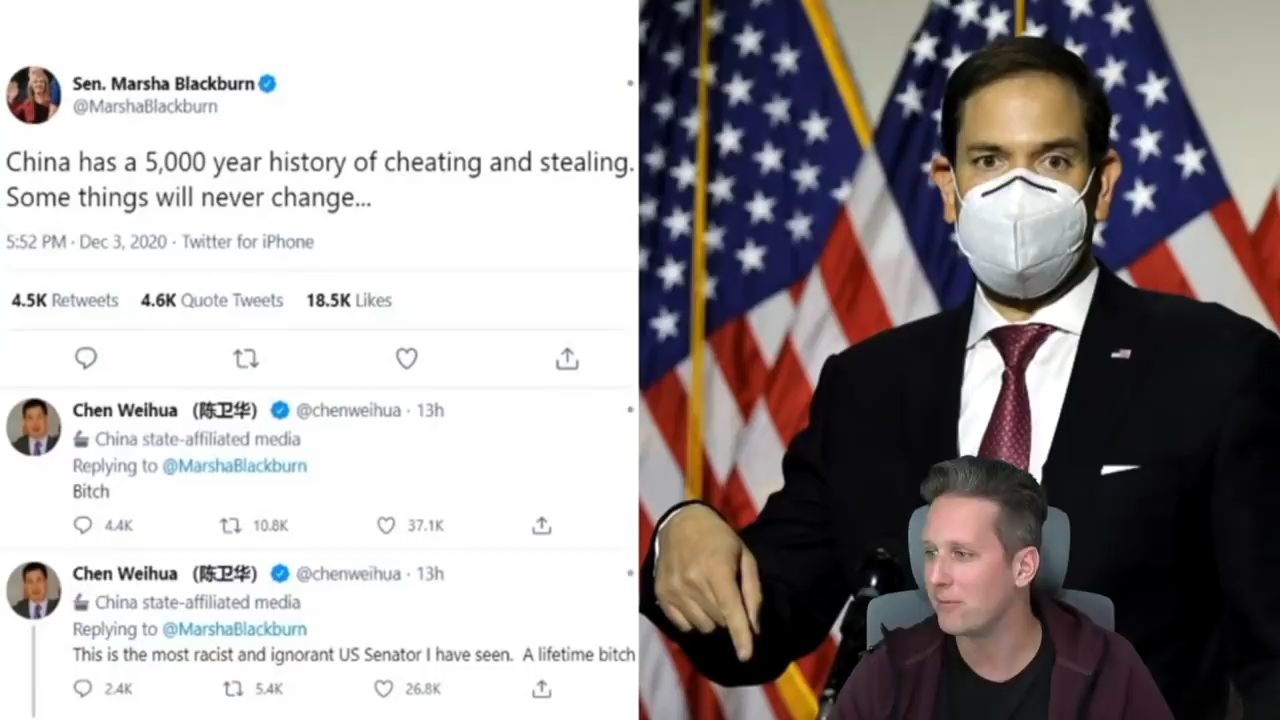 Sen. Marsha Blackburn
@MarshaBlackburn
China has a 5,000 year history of cheating and stealing.
Some things will never change...
5:52 PM · Dec 3, 2020 · Twitter for iPhone
4.5K Retweets 4.6K Quote Tweets 18.5K Likes
Chen Weihua （陈卫华） @chenweihua · 13h
China state-affiliated media
Replying to @MarshaBlackburn
Bitch
4.4K 10.8K 37.1K
Chen Weihua （陈卫华） @chenweihua · 13h
China state-affiliated media
Replying to @MarshaBlackburn
This is the most racist and ignorant US Senator I have seen. A lifetime bitch
2.4K 5.4K 26.8K